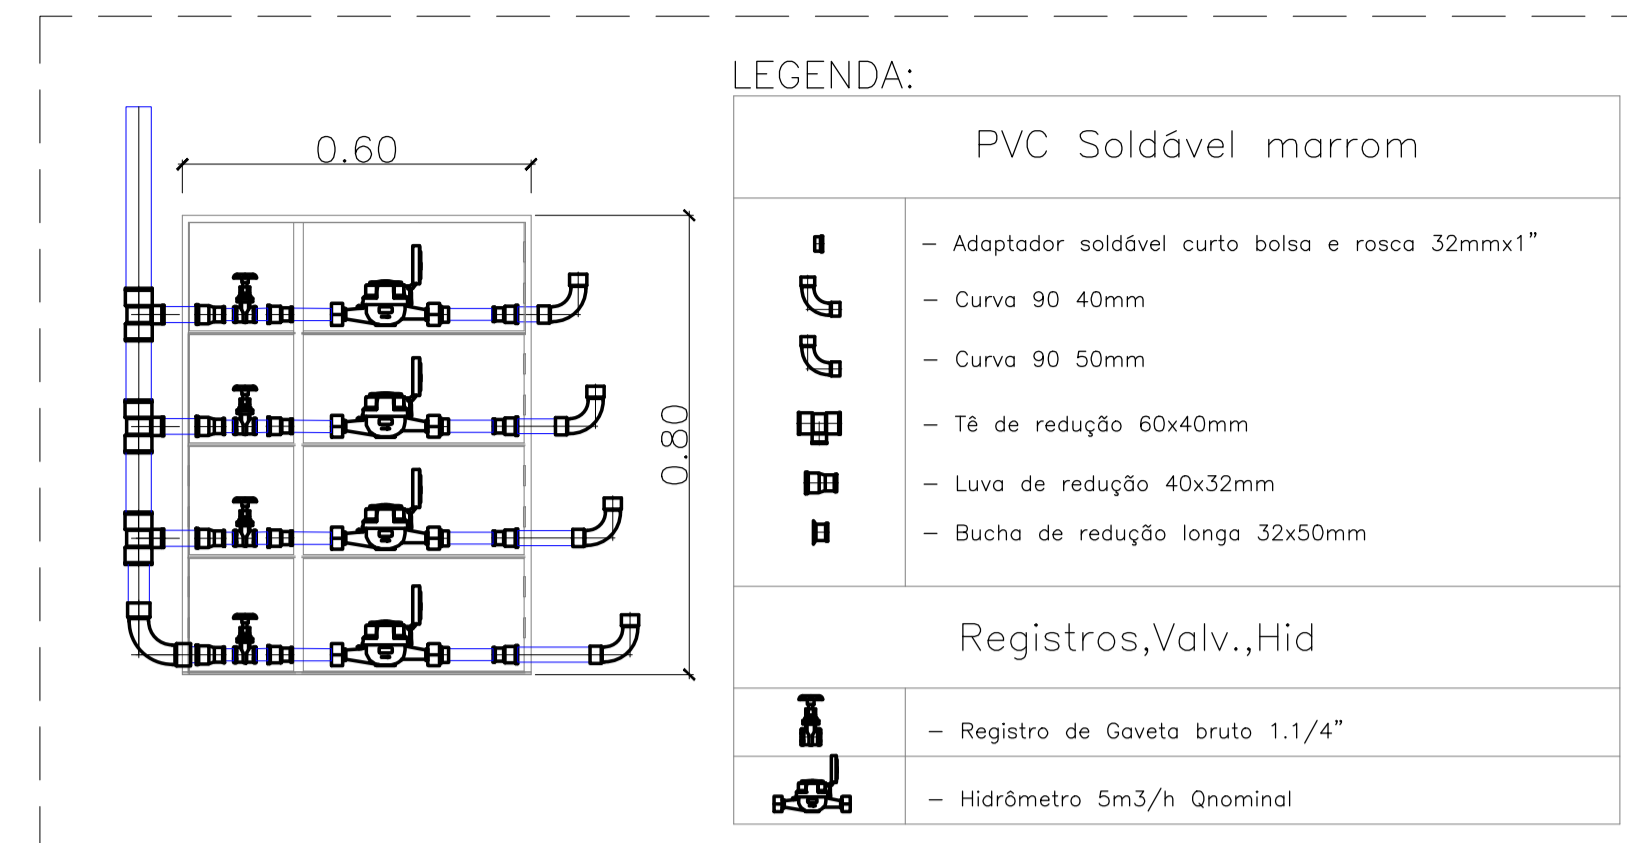 LEGENDA:
0.60
0.80
PVC Soldável marrom
– Adaptador soldável curto bolsa e rosca 32mmx1”
– Curva 90 40mm
– Curva 90 50mm
– Tê de redução 60x40mm
– Luva de redução 40x32mm
– Bucha de redução longa 32x50mm
Registros,Valv.,Hid
– Registro de Gaveta bruto 1.1/4”
– Hidrômetro 5m3/h Qnominal